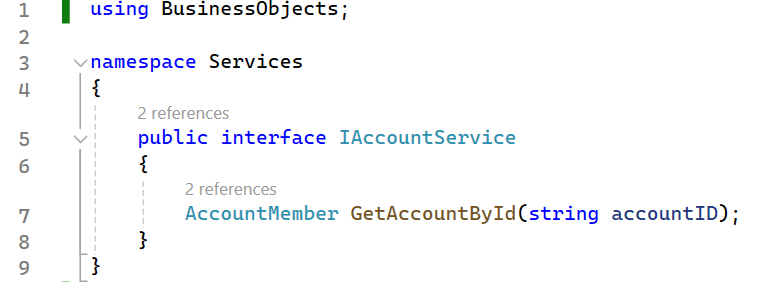 1 using BusinessObjects;
2
3 namespace Services
4 {
2 references
5 public interface IAccountService
6 {
2 references
7 AccountMember GetAccountById(string accountID);
8 }
9 }